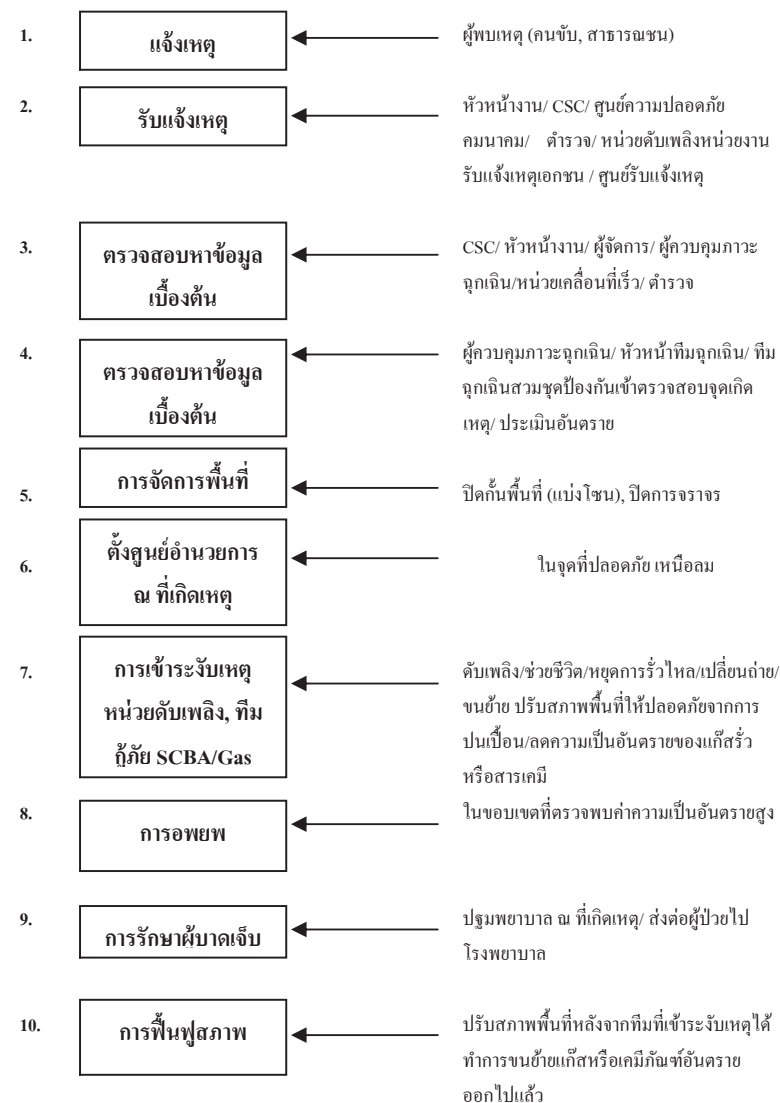 1.
แจ้งเหตุ
ผู้พบเหตุ (คนขับ, สาธารณชน)
2.
รับแจ้งเหตุ
หัวหน้างาน/ CSC/ ศูนย์ความปลอดภัย
คมนาคม/ ตำรวจ/ หน่วยดับเพลิงหน่วยงาน
รับแจ้งเหตุเอกชน / ศูนย์รับแจ้งเหตุ
3.
ตรวจสอบหาข้อมูล
เบื้องต้น
CSC/ หัวหน้างาน/ ผู้จัดการ/ ผู้ควบคุมภาวะ
ฉุกเฉิน/หน่วยเคลื่อนที่เร็ว/ ตำรวจ
4.
ตรวจสอบหาข้อมูล
เบื้องต้น
ผู้ควบคุมภาวะฉุกเฉิน/ หัวหน้าทีมฉุกเฉิน/ ทีม
ฉุกเฉินสวมชุดป้องกันเข้าตรวจสอบจุดเกิด
เหตุ/ ประเมินอันตราย
5.
การจัดการพื้นที่
ปิดกั้นพื้นที่ (แบ่งโซน), ปิดการจราจร
6.
ตั้งศูนย์อำนวยการ
ณ ที่เกิดเหตุ
ในจุดที่ปลอดภัย เหนือลม
7.
การเข้าระงับเหตุ
หน่วยดับเพลิง, ทีม
กู้ภัย SCBA/Gas
ดับเพลิง/ช่วยชีวิต/หยุดการรั่วไหล/เปลี่ยนถ่าย/
ขนย้าย ปรับสภาพพื้นที่ให้ปลอดภัยจากการ
ปนเปื้อน/ลดความเป็นอันตรายของแก๊สรั่ว
หรือสารเคมี
8.
การอพยพ
ในขอบเขตที่ตรวจพบค่าความเป็นอันตรายสูง
9.
การรักษาผู้บาดเจ็บ
ปฐมพยาบาล ณ ที่เกิดเหตุ/ ส่งต่อผู้ป่วยไป
โรงพยาบาล
10.
การฟื้นฟูสภาพ
ปรับสภาพพื้นที่หลังจากทีมที่เข้าระงับเหตุได้
ทำการขนย้ายแก๊สหรือเคมีภัณฑ์อันตราย
ออกไปแล้ว